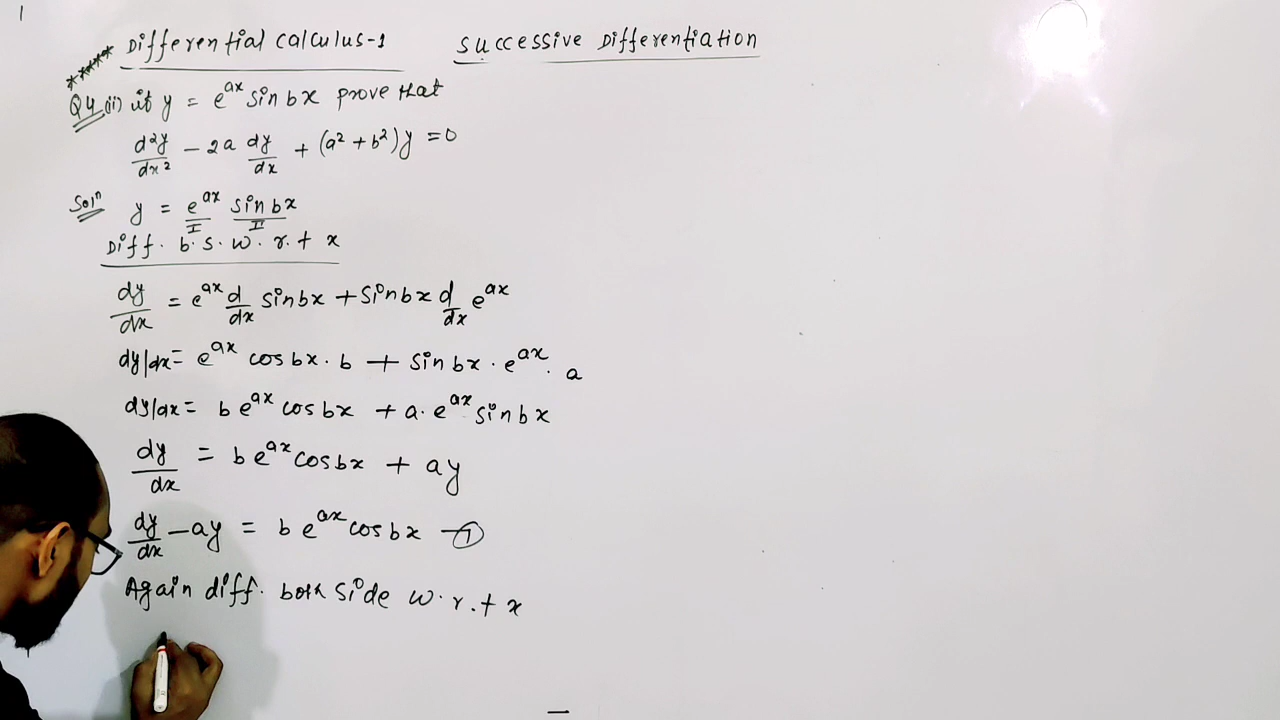 1
Differential calculus-1 Successive Differentiation
*****
Q4(ii) if y = e^{ax} sin bx prove that
d²y/dx² - 2a dy/dx + (a² + b²)y = 0
Solⁿ y = e^{ax} sin bx
I II
Diff. b.s. w.r.t x
dy/dx = e^{ax} d/dx sin bx + sin bx d/dx e^{ax}
dy/dx = e^{ax} cos bx . b + sin bx . e^{ax} . a
dy/dx = b e^{ax} cos bx + a. e^{ax} sin bx
dy/dx = b e^{ax} cos bx + ay
dy/dx - ay = b e^{ax} cos bx — ①
Again diff. both side w.r.t x